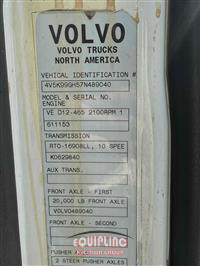 VOLVO
VOLVO TRUCKS
NORTH AMERICA
VEHICAL IDENTIFICATION #
4V5K99GH57N489040
MODEL & SERIAL NO.
ENGINE
VE D12-465 2100RPM 1
611153
TRANSMISSION
RTO-16908LL, 10 SPEE
K0629840
AUX TRANS.
FRONT AXLE - FIRST
20,000 LB FRONT AXLE
VOLVO489040
FRONT AXLE - SECOND
EQUIPLINQ
PUSHER
2 STEER PUSHER AXLES